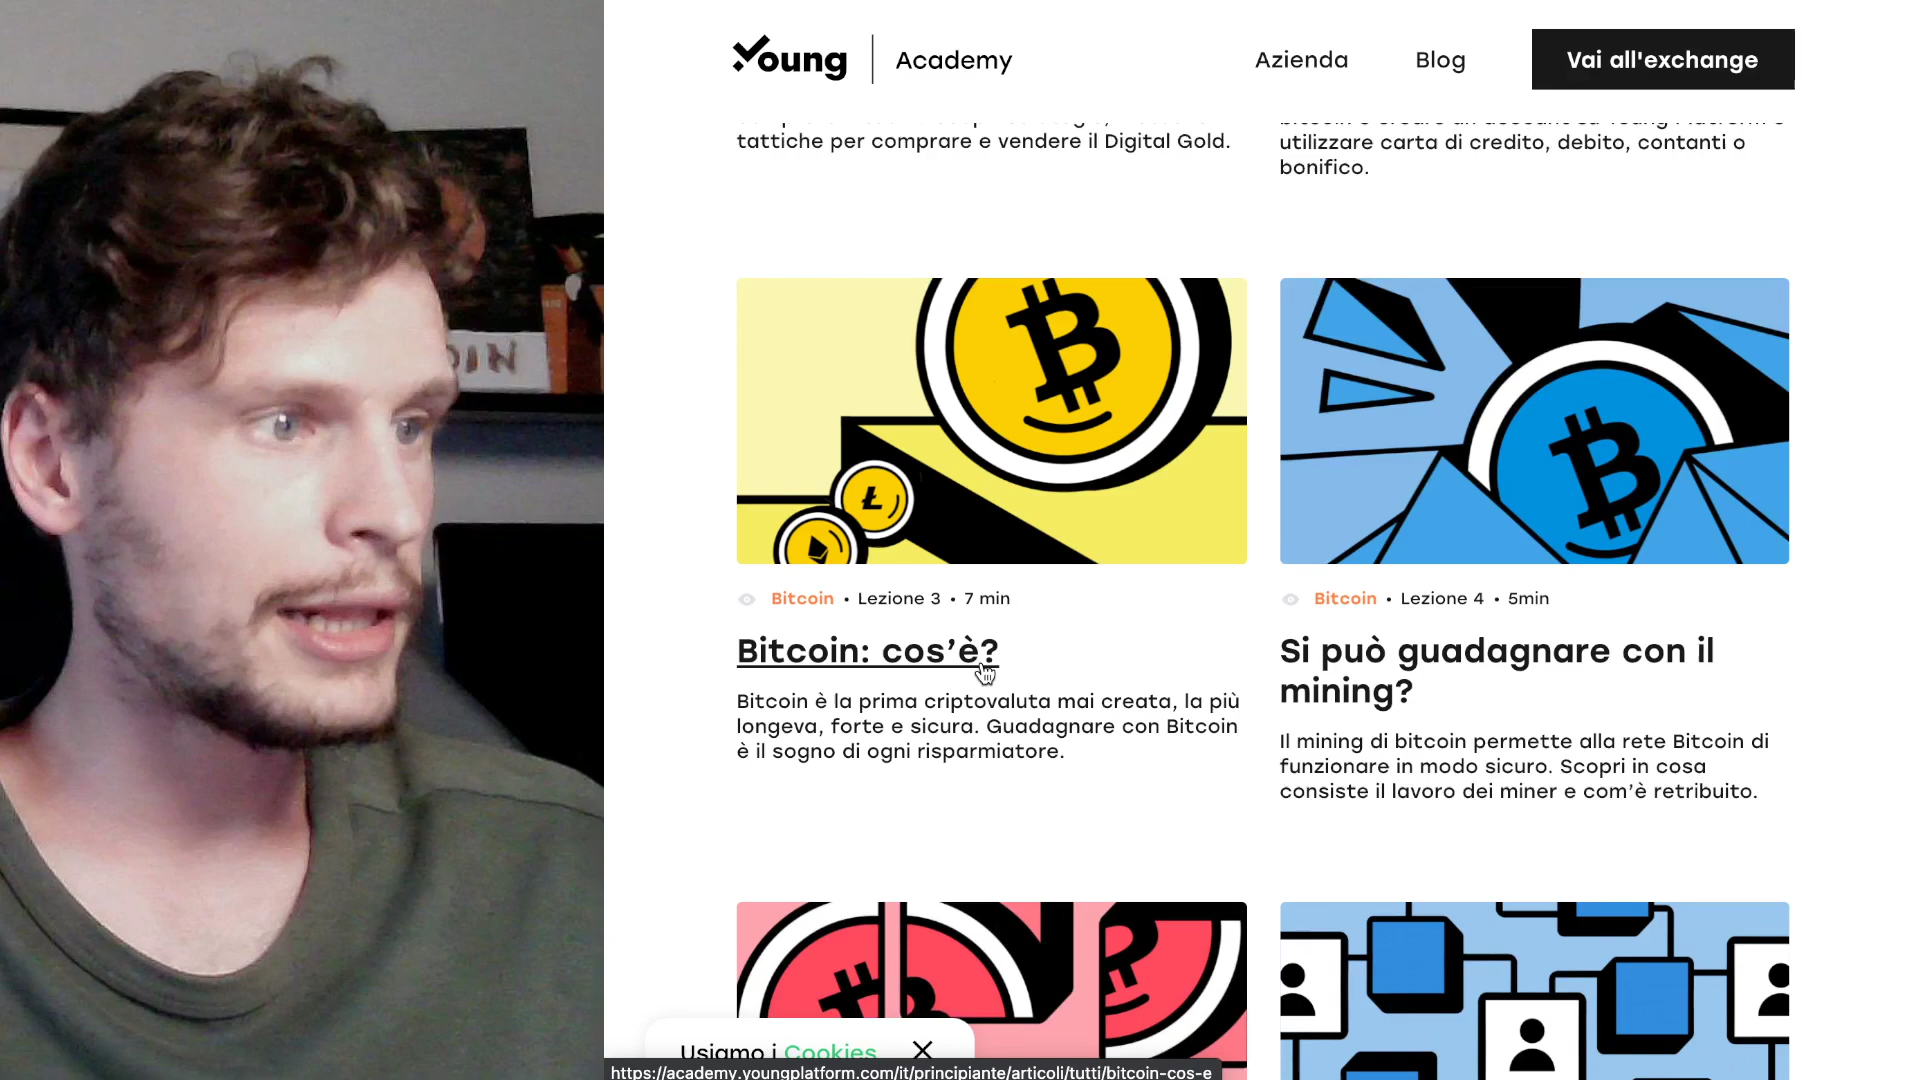 Young
Academy
Azienda
Blog
Vai all'exchange
tattiche per comprare e vendere il Digital Gold.
utilizzare carta di credito, debito, contanti o
bonifico.
Bitcoin • Lezione 3 • 7 min
Bitcoin: cos’è?
Bitcoin è la prima criptovaluta mai creata, la più
longeva, forte e sicura. Guadagnare con Bitcoin
è il sogno di ogni risparmiatore.
Bitcoin • Lezione 4 • 5min
Si può guadagnare con il
mining?
Il mining di bitcoin permette alla rete Bitcoin di
funzionare in modo sicuro. Scopri in cosa
consiste il lavoro dei miner e com’è retribuito.
Usiamo i Cookies
https://academy.youngplatform.com/it/principiante/articoli/tutti/bitcoin-cos-e